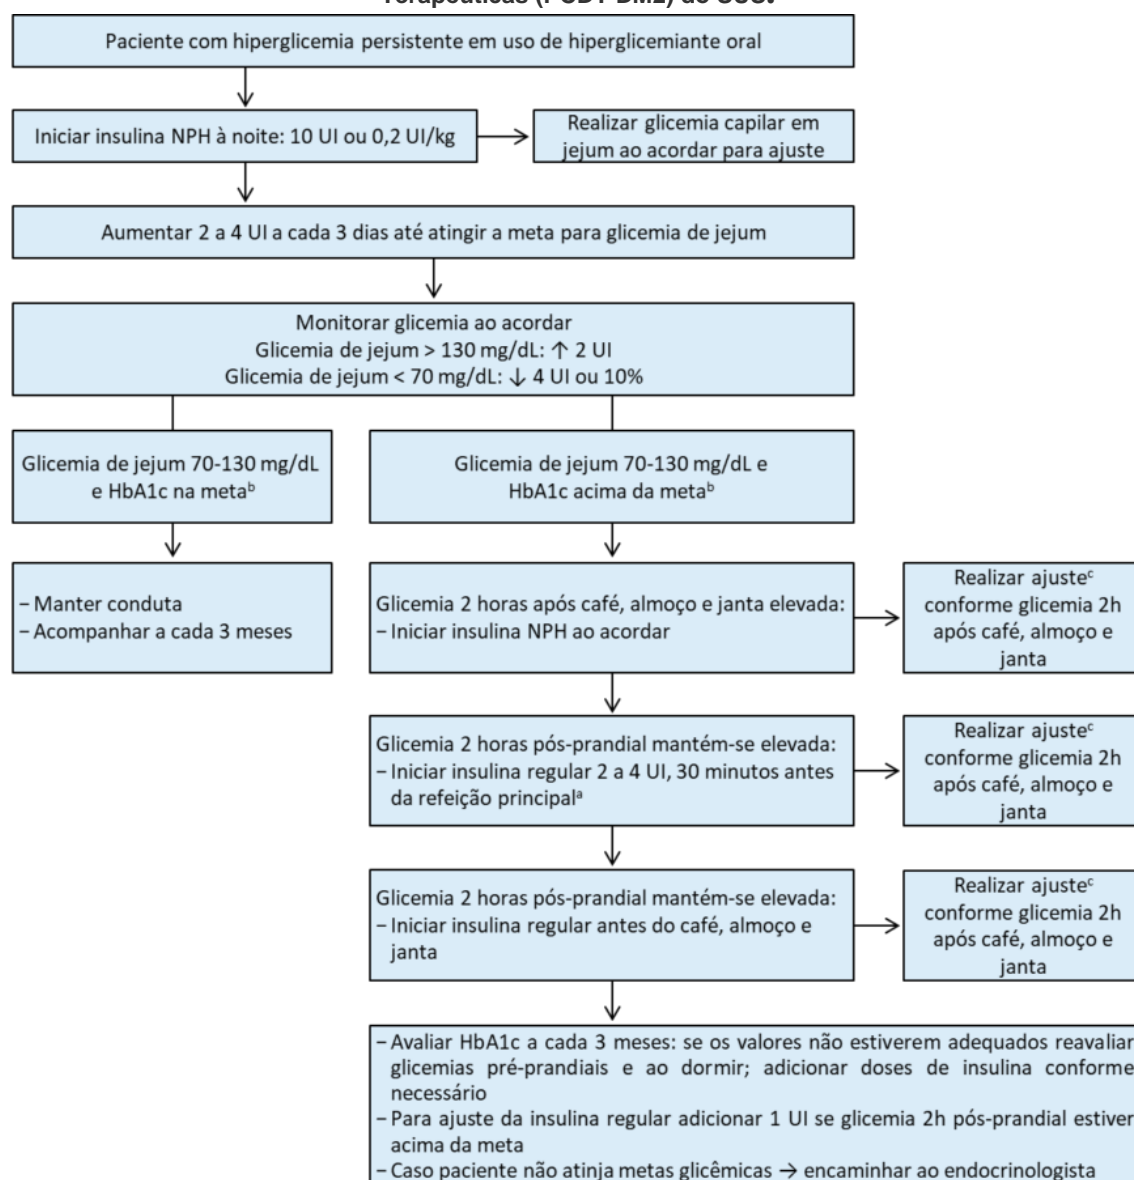 Terapêuticas (PCDT DM2) do SUS.
Paciente com hiperglicemia persistente em uso de hiperglicemiante oral
Iniciar insulina NPH à noite: 10 UI ou 0,2 UI/kg
Realizar glicemia capilar em
jejum ao acordar para ajuste
Aumentar 2 a 4 UI a cada 3 dias até atingir a meta para glicemia de jejum
Monitorar glicemia ao acordar
Glicemia de jejum > 130 mg/dL: ↑ 2 UI
Glicemia de jejum < 70 mg/dL: ↓ 4 UI ou 10%
Glicemia de jejum 70-130 mg/dL
e HbA1c na metaᵇ
Glicemia de jejum 70-130 mg/dL e
HbA1c acima da metaᵇ
– Manter conduta
– Acompanhar a cada 3 meses
Glicemia 2 horas após café, almoço e janta elevada:
– Iniciar insulina NPH ao acordar
Realizar ajusteᶜ
conforme glicemia 2h
após café, almoço e
janta
Glicemia 2 horas pós-prandial mantém-se elevada:
– Iniciar insulina regular 2 a 4 UI, 30 minutos antes
da refeição principalᵃ
Realizar ajusteᶜ
conforme glicemia 2h
após café, almoço e
janta
Glicemia 2 horas pós-prandial mantém-se elevada:
– Iniciar insulina regular antes do café, almoço e
janta
Realizar ajusteᶜ
conforme glicemia 2h
após café, almoço e
janta
– Avaliar HbA1c a cada 3 meses: se os valores não estiverem adequados reavaliar
glicemias pré-prandiais e ao dormir; adicionar doses de insulina conforme
necessário
– Para ajuste da insulina regular adicionar 1 UI se glicemia 2h pós-prandial estiver
acima da meta
– Caso paciente não atinja metas glicêmicas → encaminhar ao endocrinologista